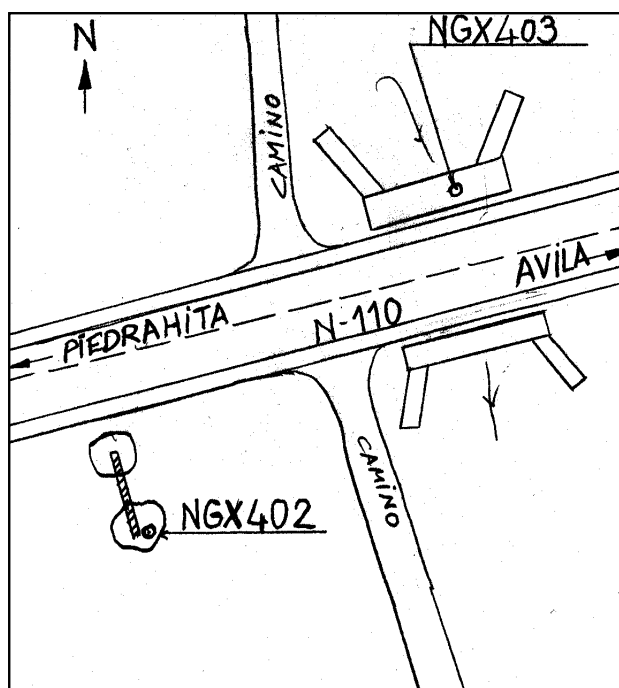 N
NGX403
CAMINO
AVILA
PIEDRAHITA
N-110
CAMINO
NGX402